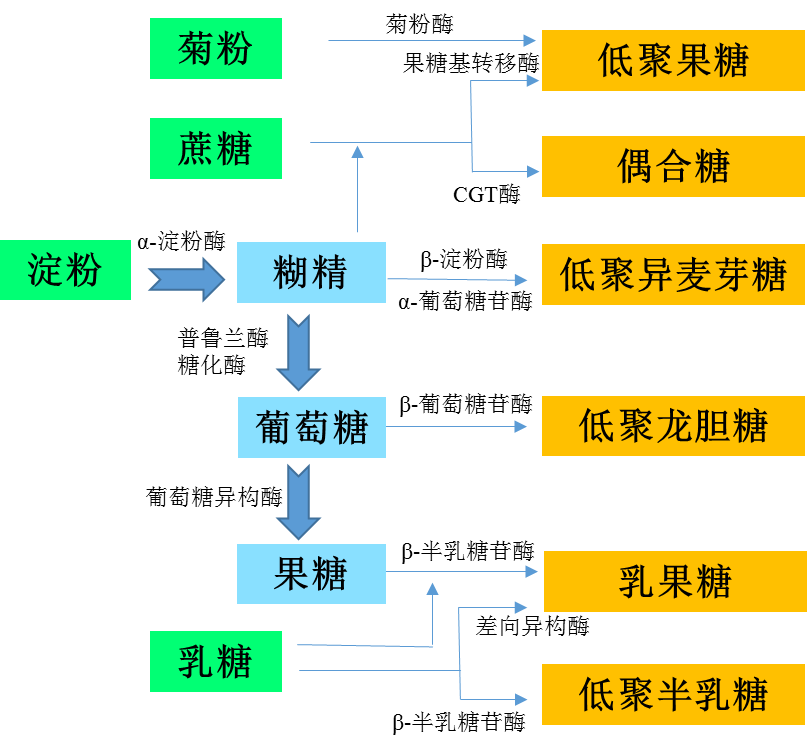 菊粉
菊粉酶
低聚果糖
果糖基转移酶
蔗糖
偶合糖
CGT酶
淀粉
α-淀粉酶
糊精
β-淀粉酶
α-葡萄糖苷酶
低聚异麦芽糖
普鲁兰酶
糖化酶
葡萄糖
β-葡萄糖苷酶
低聚龙胆糖
葡萄糖异构酶
果糖
β-半乳糖苷酶
乳果糖
差向异构酶
乳糖
低聚半乳糖
β-半乳糖苷酶